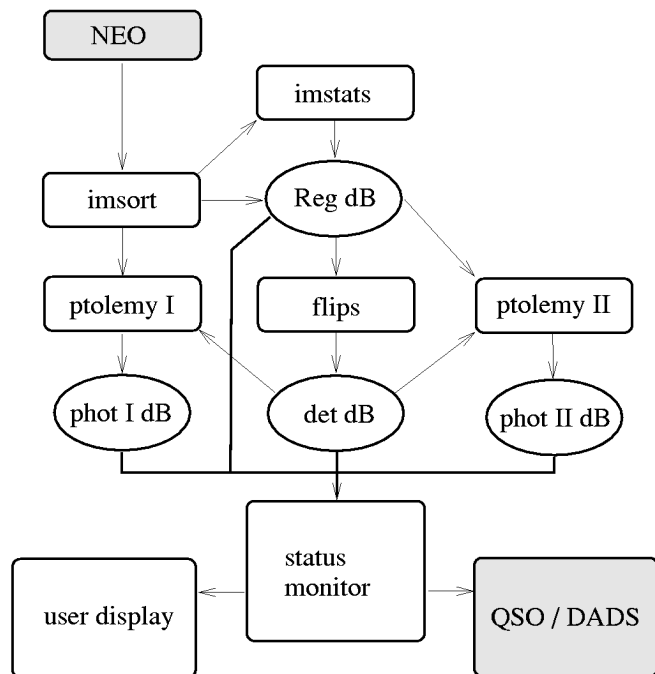 NEO
imstats
imsort
Reg dB
ptolemy I
flips
ptolemy II
phot I dB
det dB
phot II dB
status
monitor
user display
QSO / DADS